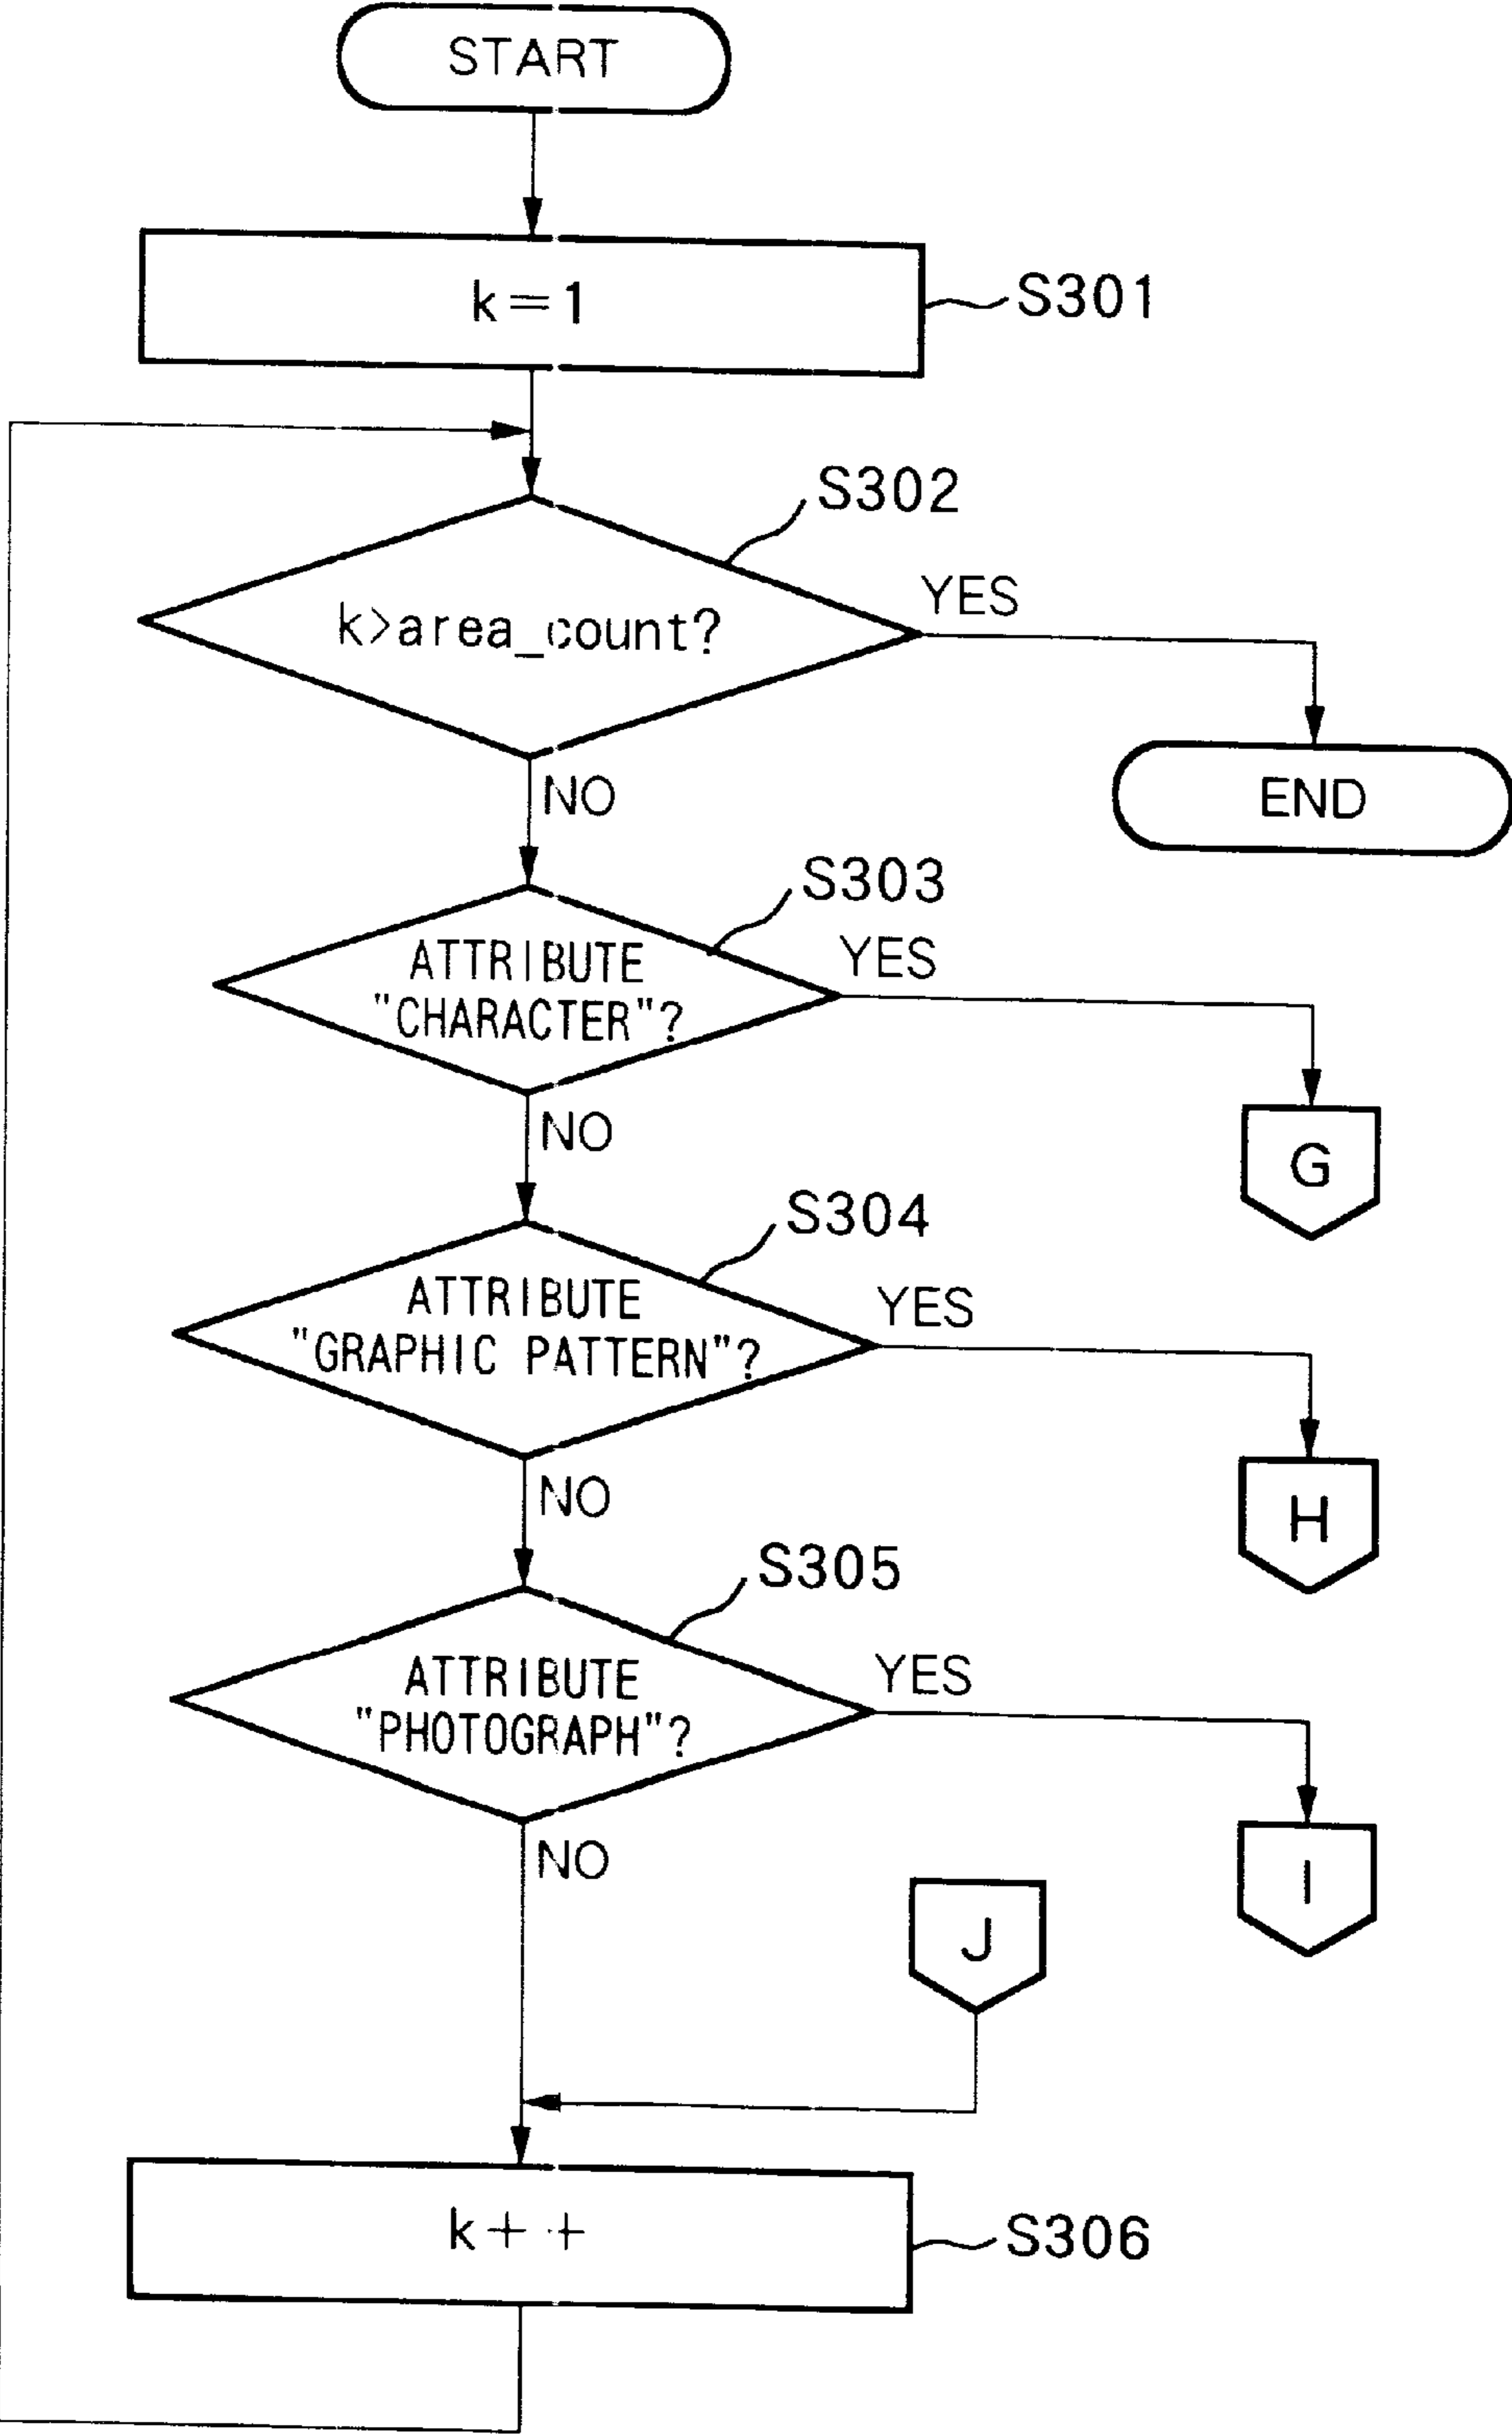 START
k=1
S301
S302
k>area_count?
YES
END
NO
S303
ATTRIBUTE
"CHARACTER"?
YES
G
NO
S304
ATTRIBUTE
"GRAPHIC PATTERN"?
YES
H
NO
S305
ATTRIBUTE
"PHOTOGRAPH"?
YES
I
NO
J
k++
S306